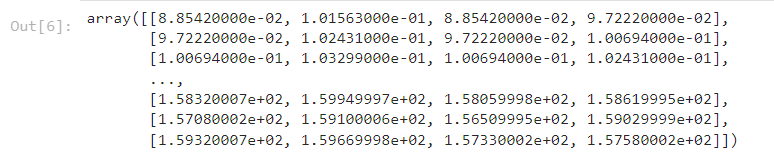 Out[6]: array([[8.85420000e-02, 1.01563000e-01, 8.85420000e-02, 9.72220000e-02],
[9.72220000e-02, 1.02431000e-01, 9.72220000e-02, 1.00694000e-01],
[1.00694000e-01, 1.03299000e-01, 1.00694000e-01, 1.02431000e-01],
...,
[1.58320007e+02, 1.59949997e+02, 1.58059998e+02, 1.58619995e+02],
[1.57080002e+02, 1.59100006e+02, 1.56509995e+02, 1.59029999e+02],
[1.59320007e+02, 1.59669998e+02, 1.57330002e+02, 1.57580002e+02]])